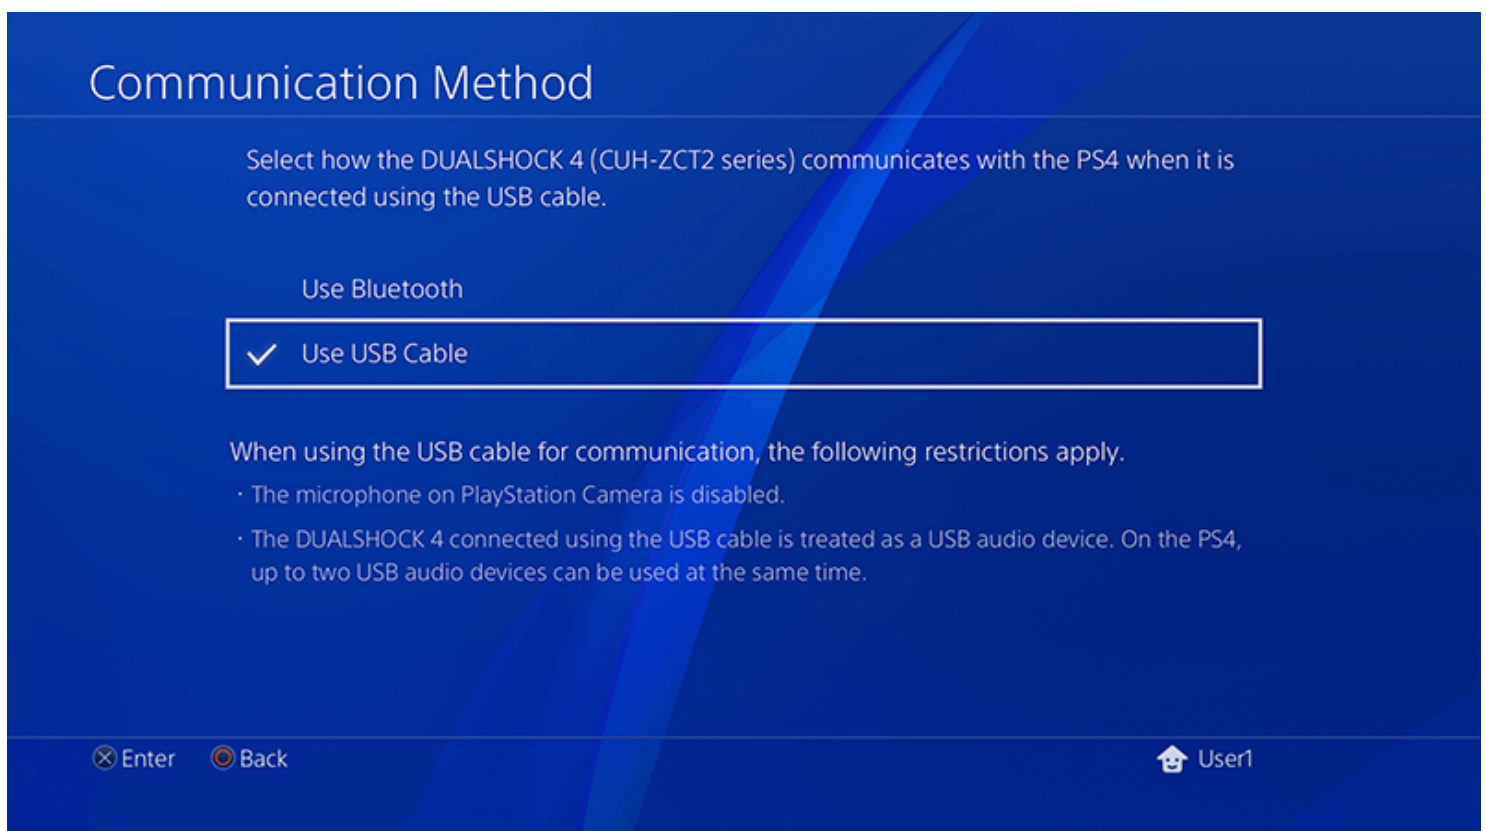 Communication Method
Select how the DUALSHOCK 4 (CUH-ZCT2 series) communicates with the PS4 when it is
connected using the USB cable.
Use Bluetooth
Use USB Cable
When using the USB cable for communication, the following restrictions apply.
· The microphone on PlayStation Camera is disabled.
· The DUALSHOCK 4 connected using the USB cable is treated as a USB audio device. On the PS4,
up to two USB audio devices can be used at the same time.
Enter Back User1